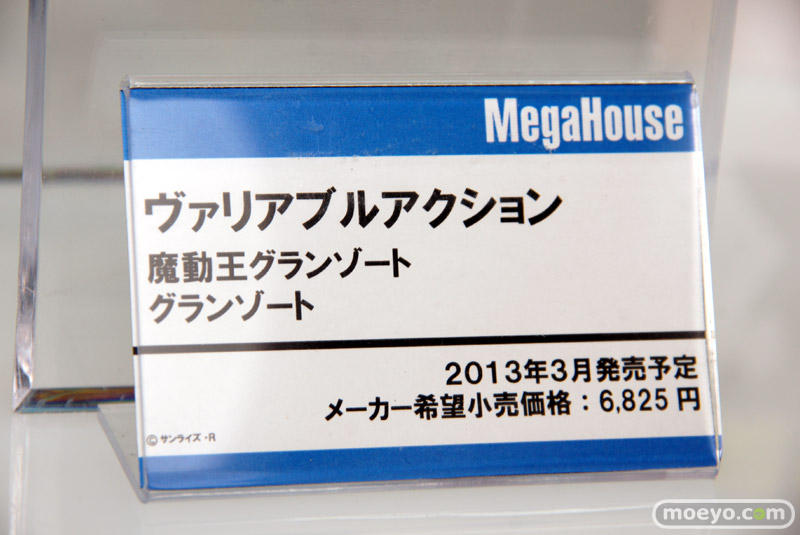 MegaHouse
ヴァリアブルアクション
魔動王グランゾート
グランゾート
2013年3月発売予定
メーカー希望小売価格：6,825円
©サンライズ・R
moeyo.com